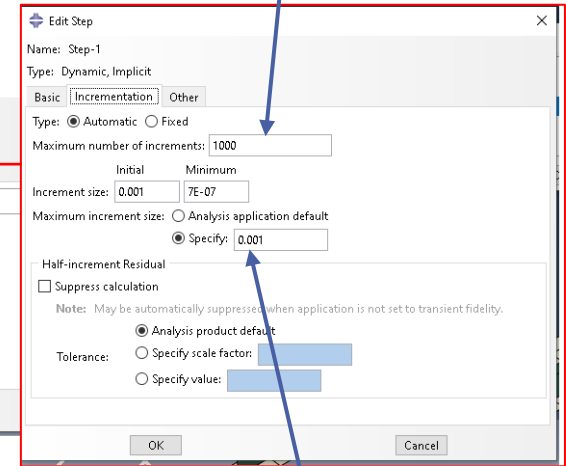 Edit Step
Name: Step-1
Type: Dynamic, Implicit
Basic Incrementation Other
Type: Automatic Fixed
Maximum number of increments: 1000
Initial Minimum
Increment size: 0.001 7E-07
Maximum increment size: Analysis application default
Specify: 0.001
Half-increment Residual
Suppress calculation
Note: May be automatically suppressed when application is not set to transient fidelity.
Analysis product default
Tolerance: Specify scale factor:
Specify value:
OK Cancel